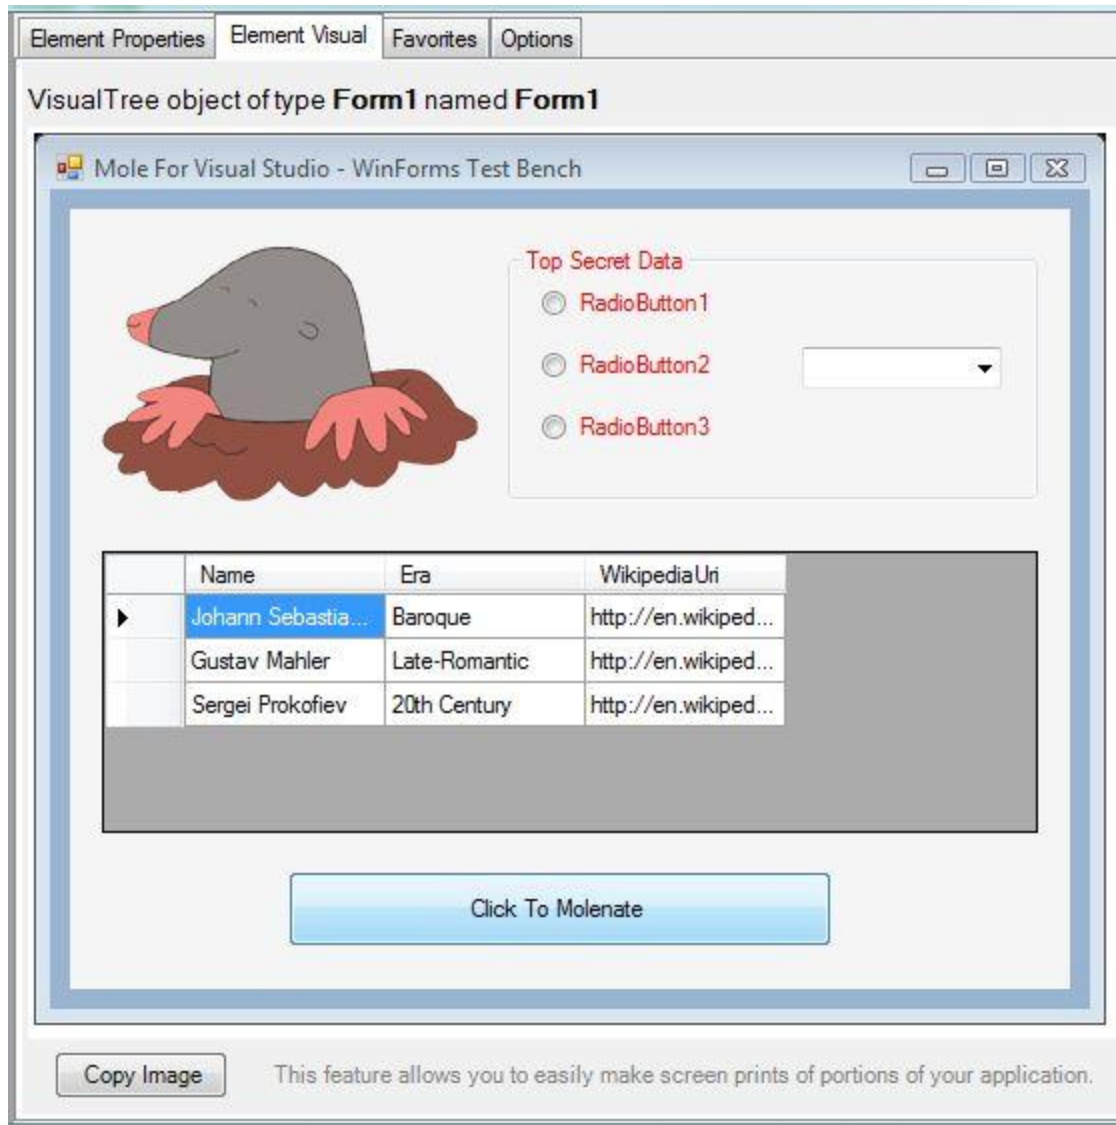 Element Properties Element Visual Favorites Options
VisualTree object of type Form1 named Form1
Mole For Visual Studio - WinForms Test Bench
Top Secret Data
RadioButton1
RadioButton2
RadioButton3
Name Era WikipediaUri
Johann Sebastia... Baroque http://en.wikiped...
Gustav Mahler Late-Romantic http://en.wikiped...
Sergei Prokofiev 20th Century http://en.wikiped...
Click To Molenate
Copy Image This feature allows you to easily make screen prints of portions of your application.